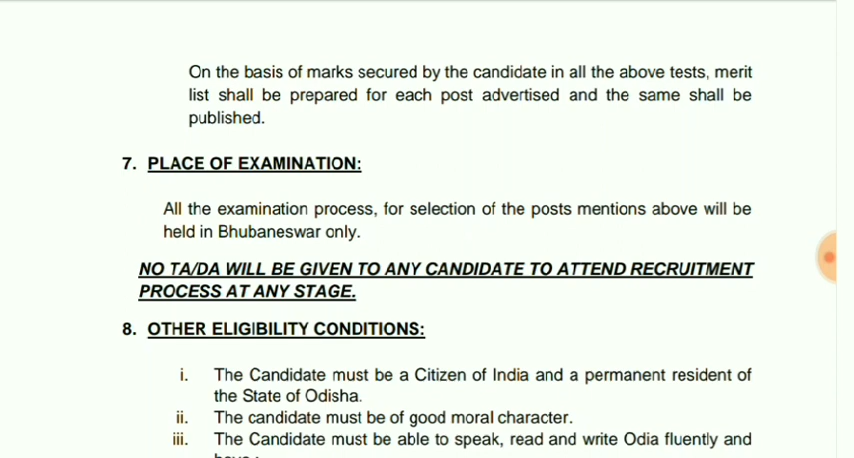 On the basis of marks secured by the candidate in all the above tests, merit
list shall be prepared for each post advertised and the same shall be
published.
7. PLACE OF EXAMINATION:
All the examination process, for selection of the posts mentions above will be
held in Bhubaneswar only.
NO TA/DA WILL BE GIVEN TO ANY CANDIDATE TO ATTEND RECRUITMENT
PROCESS AT ANY STAGE.
8. OTHER ELIGIBILITY CONDITIONS:
i. The Candidate must be a Citizen of India and a permanent resident of
the State of Odisha.
ii. The candidate must be of good moral character.
iii. The Candidate must be able to speak, read and write Odia fluently and